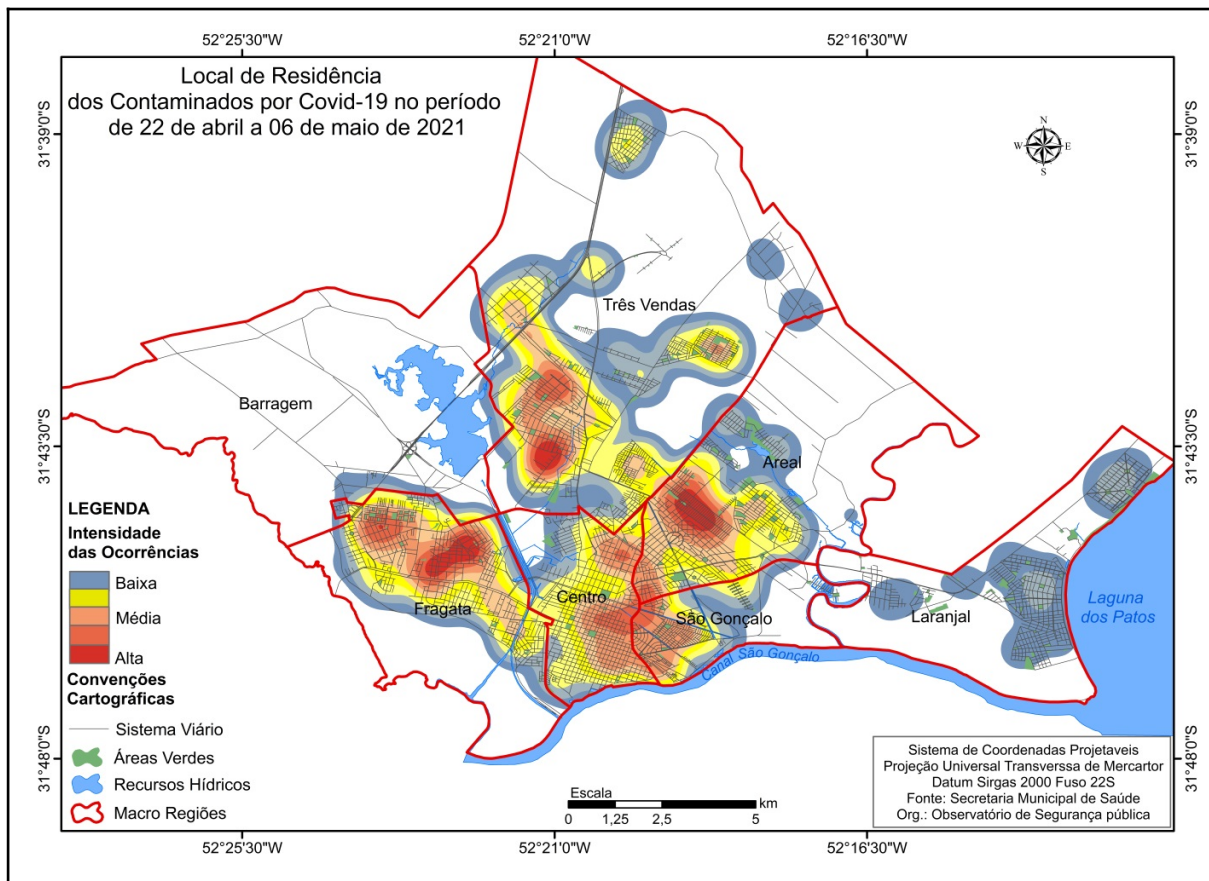 52°25'30"W
52°21'0"W
52°16'30"W
Local de Residência
dos Contaminados por Covid-19 no período
de 22 de abril a 06 de maio de 2021
31°39'0"S
31°39'0"S
N
W
E
S
Três Vendas
Barragem
31°43'30"S
31°43'30"S
Areal
LEGENDA
Intensidade
das Ocorrências
Baixa
Média
Alta
Fragata
Centro
São Gonçalo
Laranjal
Laguna
dos Patos
Canal São Gonçalo
Convenções
Cartográficas
Sistema Viário
Áreas Verdes
Recursos Hídricos
Macro Regiões
31°48'0"S
31°48'0"S
Escala
km
0
1,25
2,5
5
Sistema de Coordenadas Projetaveis
Projeção Universal Transverssa de Mercartor
Datum Sirgas 2000 Fuso 22S
Fonte: Secretaria Municipal de Saúde
Org.: Observatório de Segurança pública
52°25'30"W
52°21'0"W
52°16'30"W